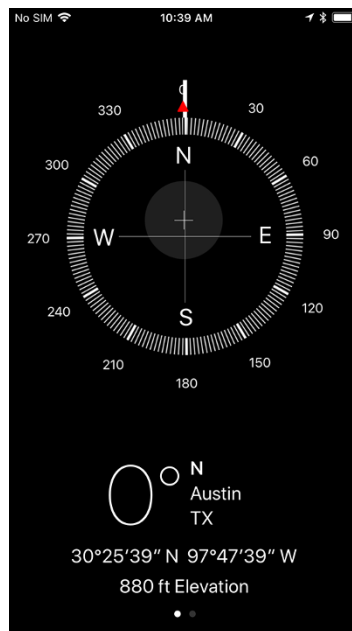 No SIM 10:39 AM
0
330 30
300 60
N
270 W E 90
240 120
S
210 150
180
0° N
Austin
TX
30°25'39" N 97°47'39" W
880 ft Elevation